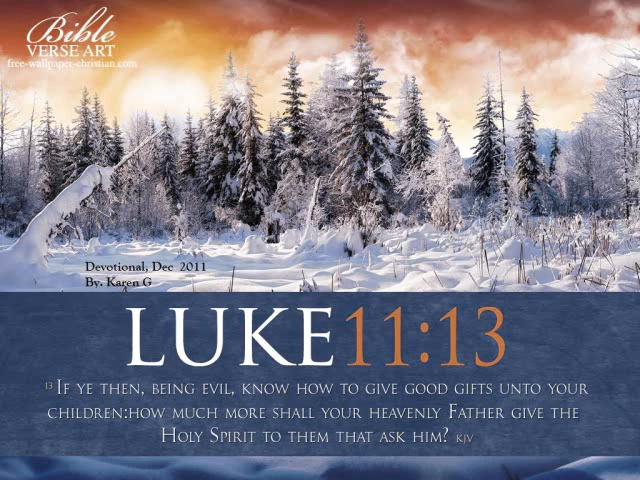 Bible
VERSE ART
free-wallpaper-christian.com
Devotional, Dec 2011
By. Karen G
LUKE 11:13
13 IF YE THEN, BEING EVIL, KNOW HOW TO GIVE GOOD GIFTS UNTO YOUR
CHILDREN:HOW MUCH MORE SHALL YOUR HEAVENLY FATHER GIVE THE
HOLY SPIRIT TO THEM THAT ASK HIM? KJV